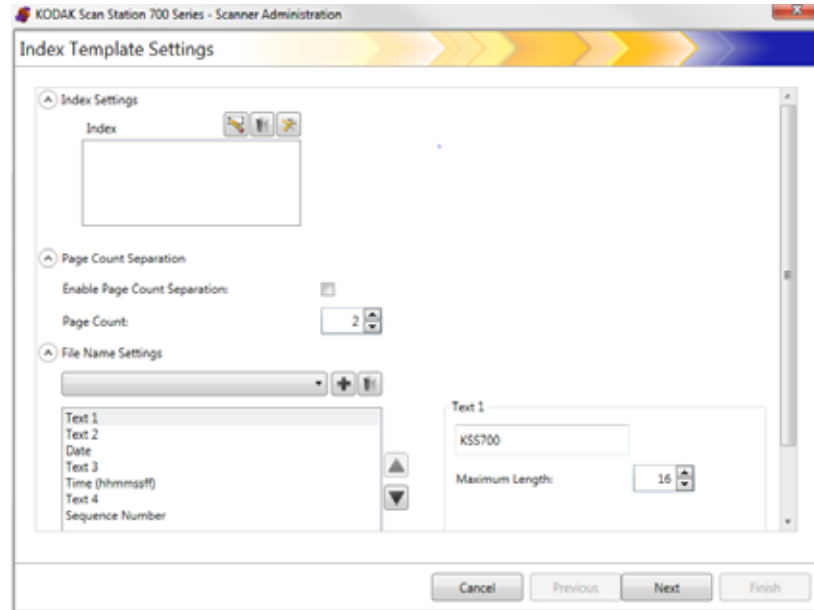 KODAK Scan Station 700 Series - Scanner Administration
Index Template Settings
Index Settings
Index
Page Count Separation
Enable Page Count Separation:
Page Count: 2
File Name Settings
Text 1
Text 2
Date
Text 3
Time (hhmmssff)
Text 4
Sequence Number
Text 1
KSS700
Maximum Length: 16
Cancel Previous Next Finish